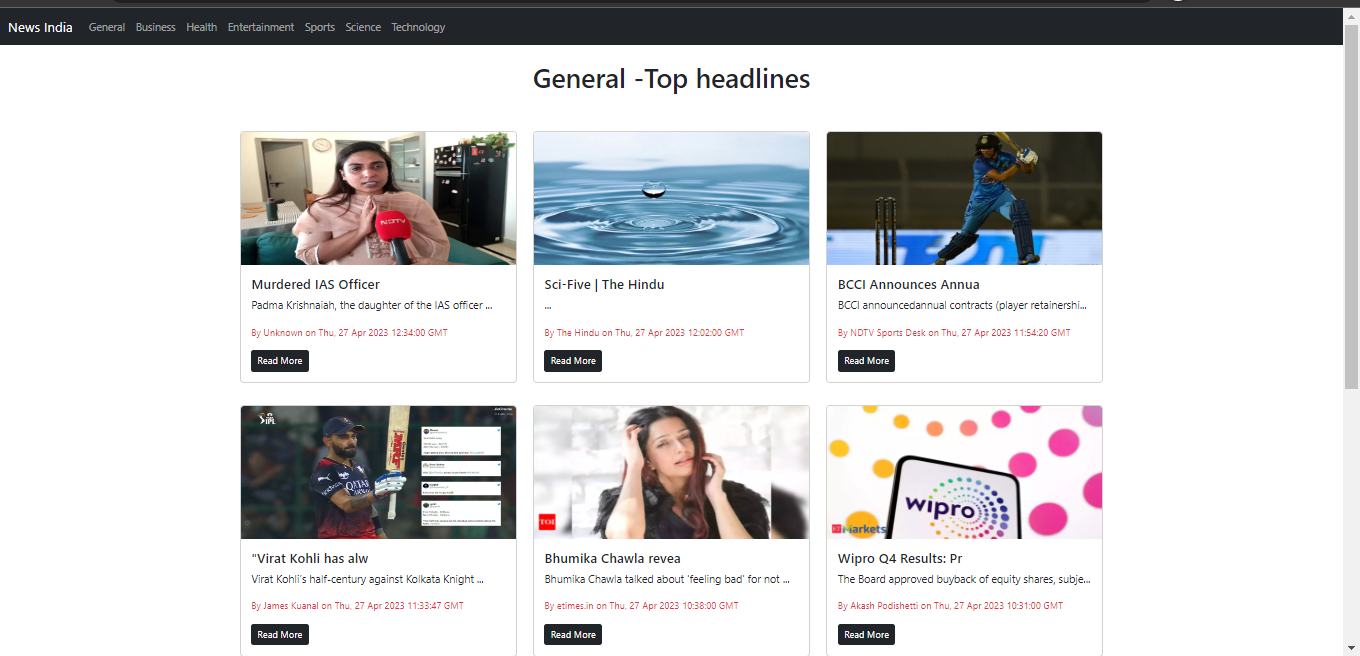 News India General Business Health Entertainment Sports Science Technology
General -Top headlines
NDTV
Murdered IAS Officer
Padma Krishnaiah, the daughter of the IAS officer ...
By Unknown on Thu, 27 Apr 2023 12:34:00 GMT
Read More
Sci-Five | The Hindu
...
By The Hindu on Thu, 27 Apr 2023 12:02:00 GMT
Read More
BCCI Announces Annua
BCCI announcedannual contracts (player retainershi...
By NDTV Sports Desk on Thu, 27 Apr 2023 11:54:20 GMT
Read More
IPL
QATAR
"Virat Kohli has alw
Virat Kohli's half-century against Kolkata Knight ...
By James Kuanal on Thu, 27 Apr 2023 11:33:47 GMT
Read More
TOI
Bhumika Chawla revea
Bhumika Chawla talked about 'feeling bad' for not ...
By etimes.in on Thu, 27 Apr 2023 10:38:00 GMT
Read More
wipro
ET Markets
Wipro Q4 Results: Pr
The Board approved buyback of equity shares, subje...
By Akash Podishetti on Thu, 27 Apr 2023 10:31:00 GMT
Read More